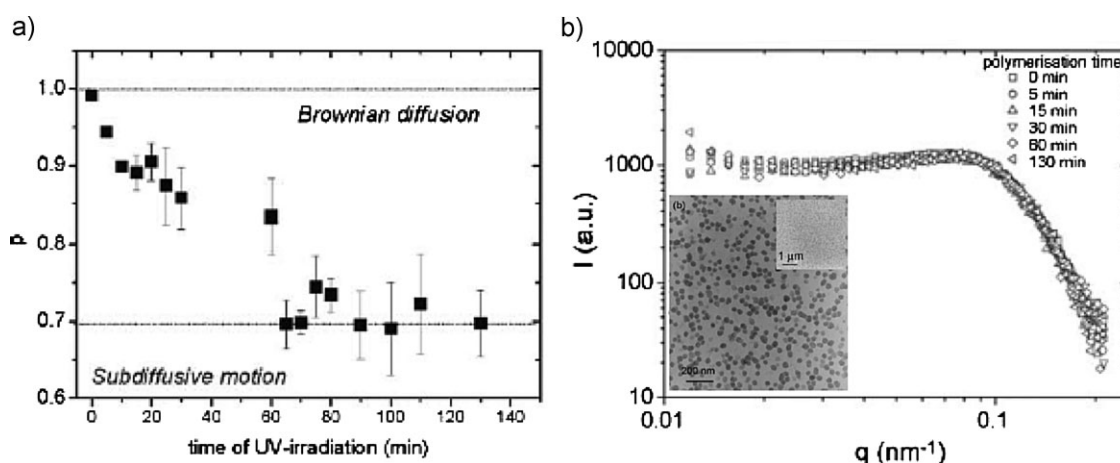 a)
1.0
0.9
0.8
0.7
0.6
p
Brownian diffusion
Subdiffusive motion
0 20 40 60 80 100 120 140
time of UV-irradiation (min)
b)
10000
1000
100
10
I (a.u.)
polymerisation time
0 min
5 min
15 min
30 min
60 min
130 min
(b)
1 µm
200 nm
0.01 0.1
q (nm-1)